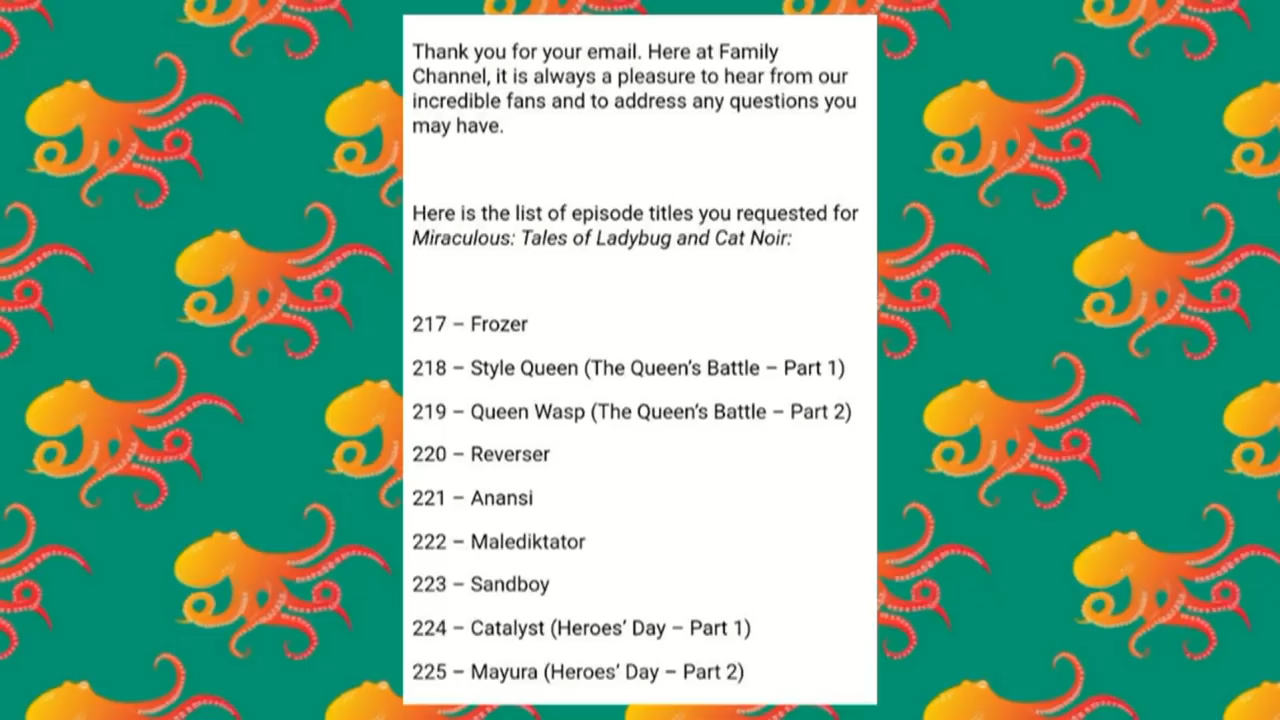 Thank you for your email. Here at Family
Channel, it is always a pleasure to hear from our
incredible fans and to address any questions you
may have.
Here is the list of episode titles you requested for
Miraculous: Tales of Ladybug and Cat Noir:
217 – Frozer
218 – Style Queen (The Queen's Battle – Part 1)
219 – Queen Wasp (The Queen's Battle – Part 2)
220 – Reverser
221 – Anansi
222 – Malediktator
223 – Sandboy
224 – Catalyst (Heroes' Day – Part 1)
225 – Mayura (Heroes' Day – Part 2)